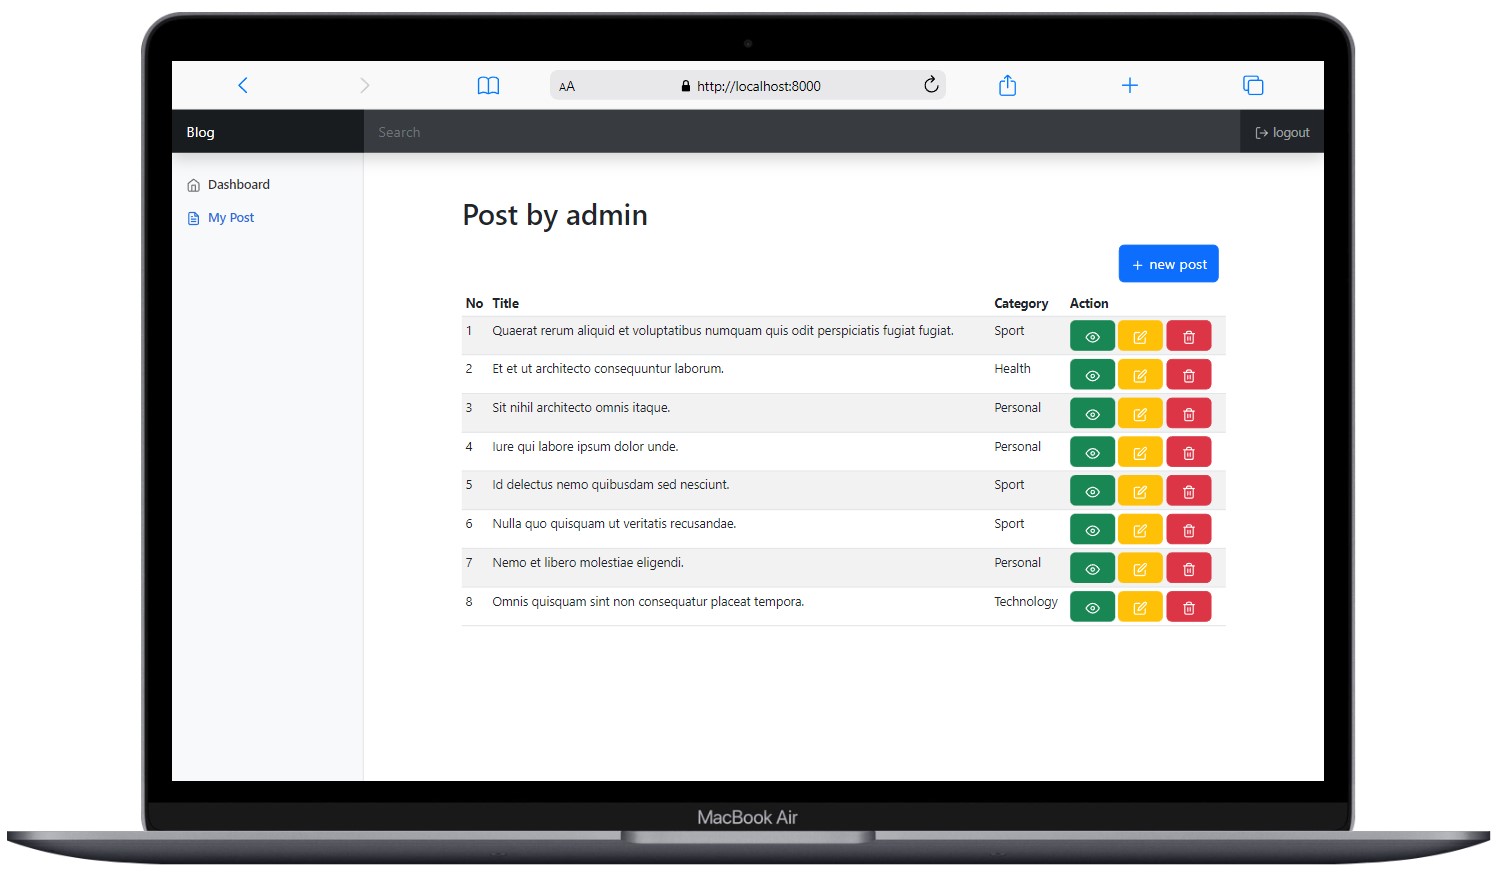 AA http://localhost:8000
Blog Search logout
Dashboard
My Post
Post by admin
+ new post
No Title Category Action
1 Quaerat rerum aliquid et voluptatibus numquam quis odit perspiciatis fugiat fugiat. Sport
2 Et et ut architecto consequuntur laborum. Health
3 Sit nihil architecto omnis itaque. Personal
4 Iure qui labore ipsum dolor unde. Personal
5 Id delectus nemo quibusdam sed nesciunt. Sport
6 Nulla quo quisquam ut veritatis recusandae. Sport
7 Nemo et libero molestiae eligendi. Personal
8 Omnis quisquam sint non consequatur placeat tempora. Technology
MacBook Air